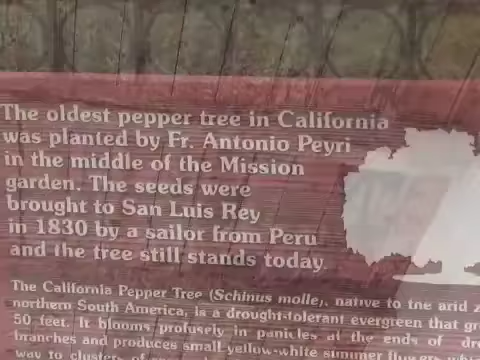 The oldest pepper tree in California
was planted by Fr. Antonio Peyri
in the middle of the Mission
garden. The seeds were
brought to San Luis Rey
in 1830 by a sailor from Peru
and the tree still stands today.
The California Pepper Tree (Schinus molle), native to the arid
northern South America, is a drought-tolerant evergreen that
50 feet. It blooms profusely in panicles at the ends of
branches and produces small yellow-white summer flowers
way to clusters of